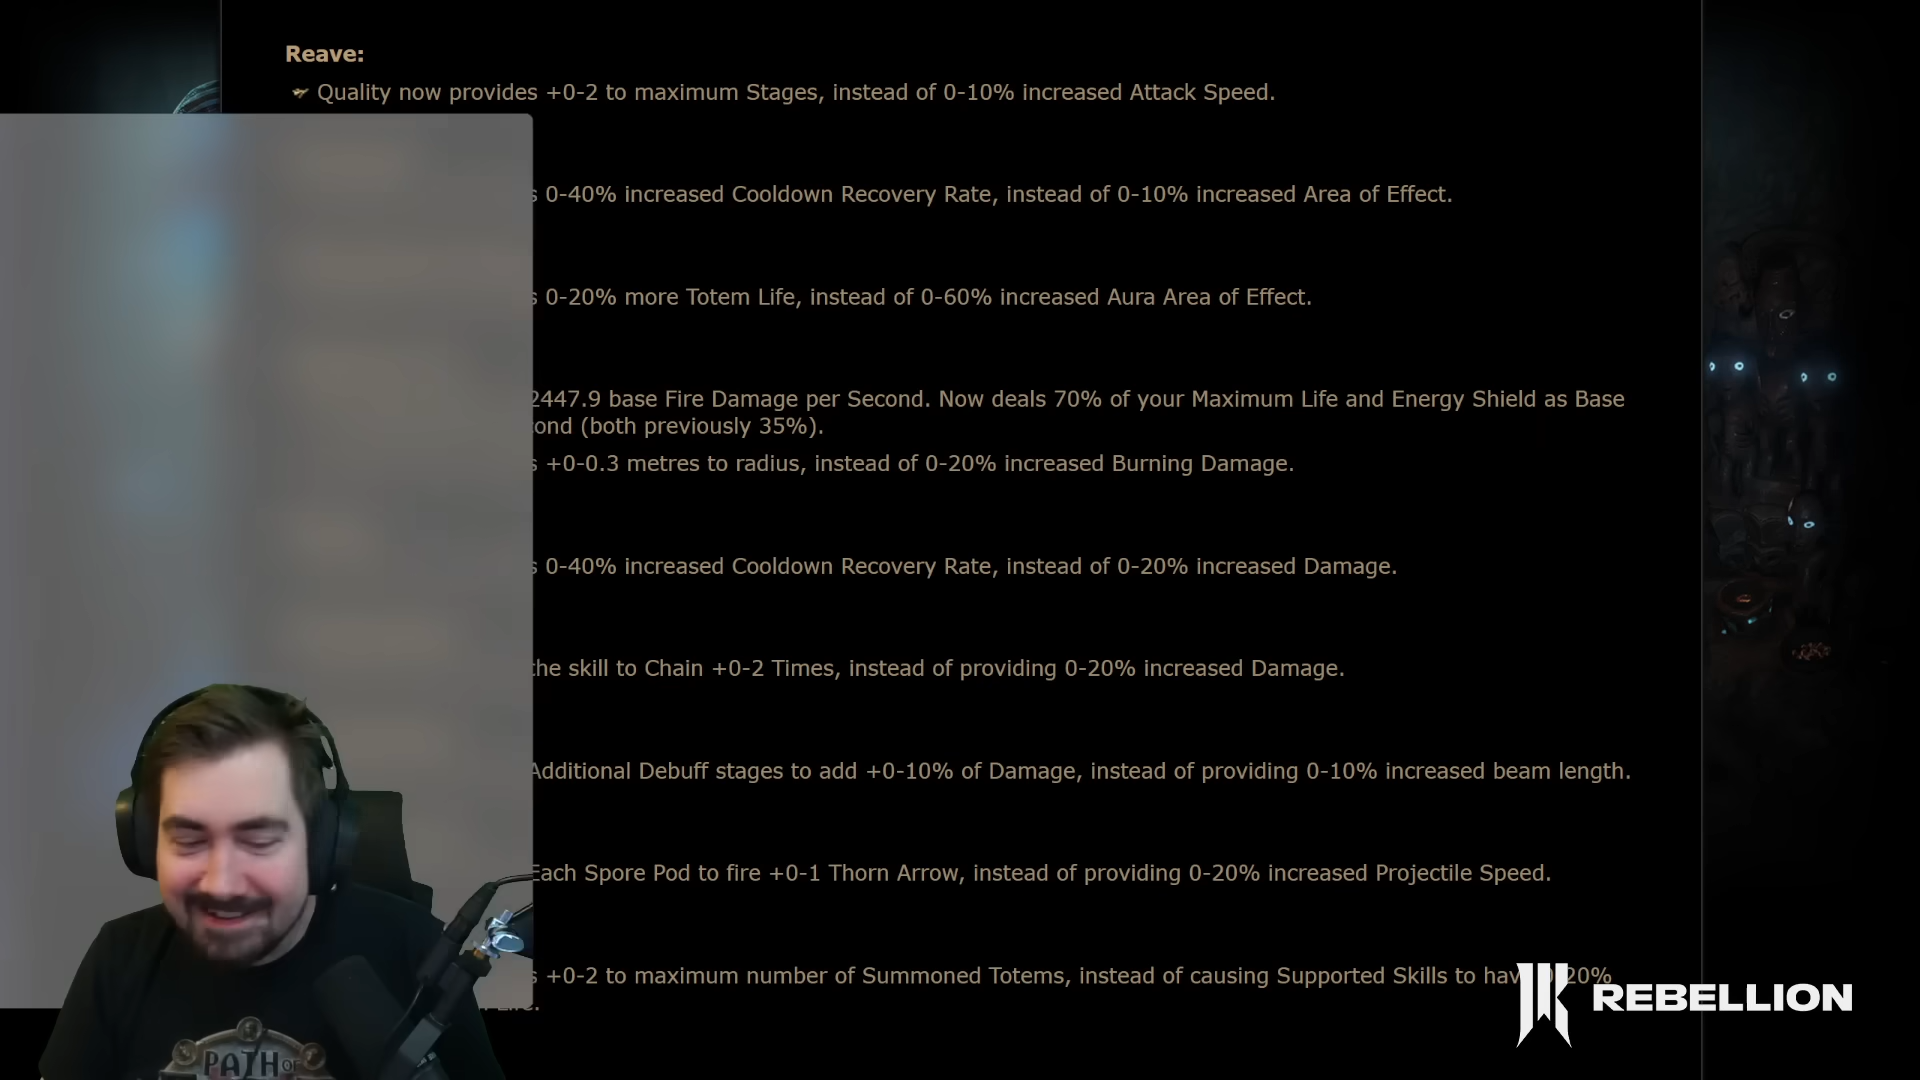 Reave:
Quality now provides +0-2 to maximum Stages, instead of 0-10% increased Attack Speed.
0-40% increased Cooldown Recovery Rate, instead of 0-10% increased Area of Effect.
0-20% more Totem Life, instead of 0-60% increased Aura Area of Effect.
2447.9 base Fire Damage per Second. Now deals 70% of your Maximum Life and Energy Shield as Base
ond (both previously 35%).
+0-0.3 metres to radius, instead of 0-20% increased Burning Damage.
0-40% increased Cooldown Recovery Rate, instead of 0-20% increased Damage.
the skill to Chain +0-2 Times, instead of providing 0-20% increased Damage.
Additional Debuff stages to add +0-10% of Damage, instead of providing 0-10% increased beam length.
Each Spore Pod to fire +0-1 Thorn Arrow, instead of providing 0-20% increased Projectile Speed.
+0-2 to maximum number of Summoned Totems, instead of causing Supported Skills to hav 20%
REBELLION
PATH OF